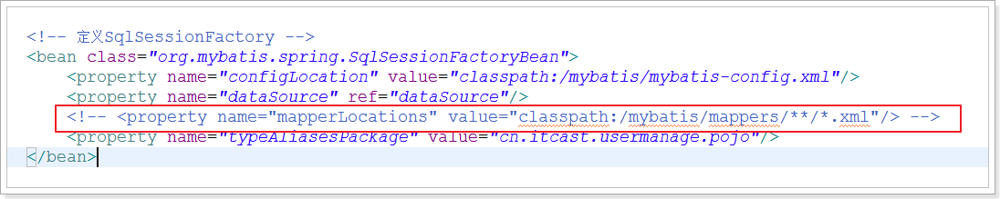 <!-- 定义SqlSessionFactory -->
<bean class="org.mybatis.spring.SqlSessionFactoryBean">
<property name="configLocation" value="classpath:/mybatis/mybatis-config.xml"/>
<property name="dataSource" ref="dataSource"/>
<!-- <property name="mapperLocations" value="classpath:/mybatis/mappers/**/*.xml"/> -->
<property name="typeAliasesPackage" value="cn.itcast.usermanage.pojo"/>
</bean>